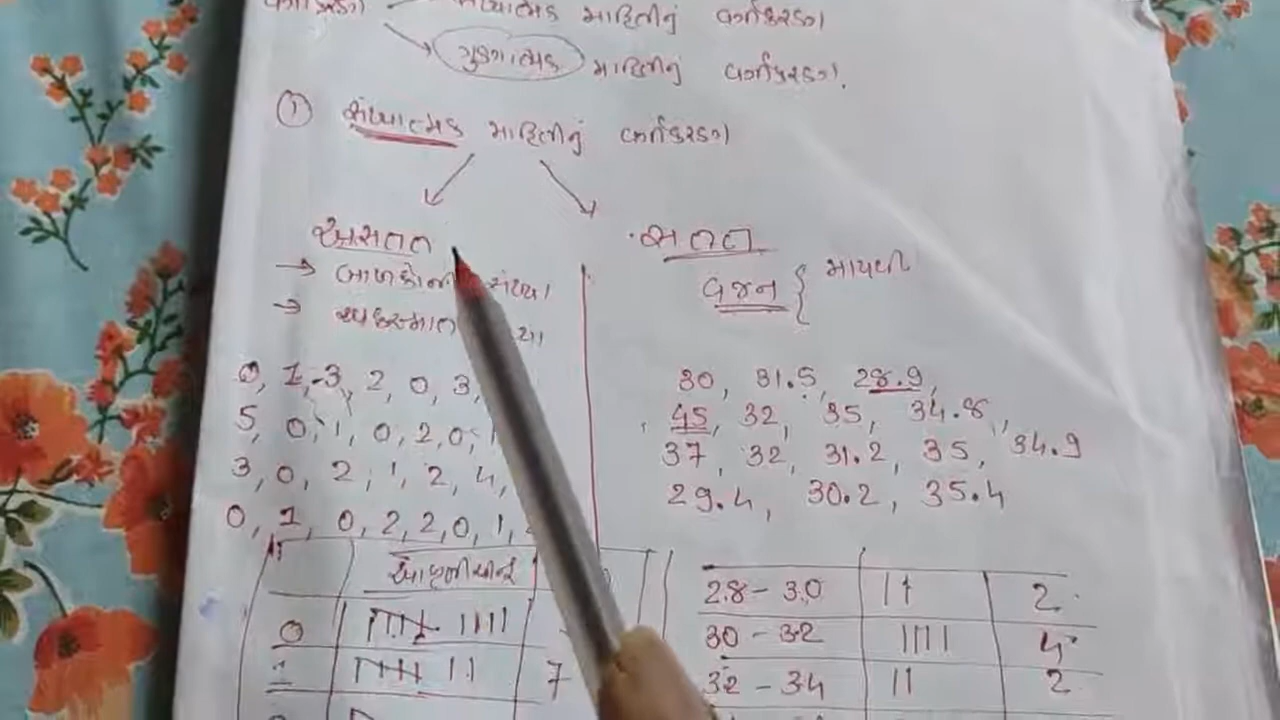 માહિતીનું વર્ગીકરણ
ગુણાત્મક માહિતીનું વર્ગીકરણ.
① સંખ્યાત્મક માહિતીનું વર્ગીકરણ
અસતત
→ બાળકોની સંખ્યા
→ અકસ્માત
0, 1, 3, 2, 0, 3,
5, 0, 1, 0, 2, 0, 1
3, 0, 2, 1, 2, 4,
0, 1, 0, 2, 2, 0, 1,
આવૃત્તિચિહ્ન
0 |||| ||||
1 |||| || 7
સતત
વજન { માપથી
30, 31.5, 28.9,
45, 32, 35, 34.8, 34.9
37, 32, 31.2, 35,
29.4, 30.2, 35.4
28 - 30 || 2
30 - 32 |||| 4
32 - 34 || 2